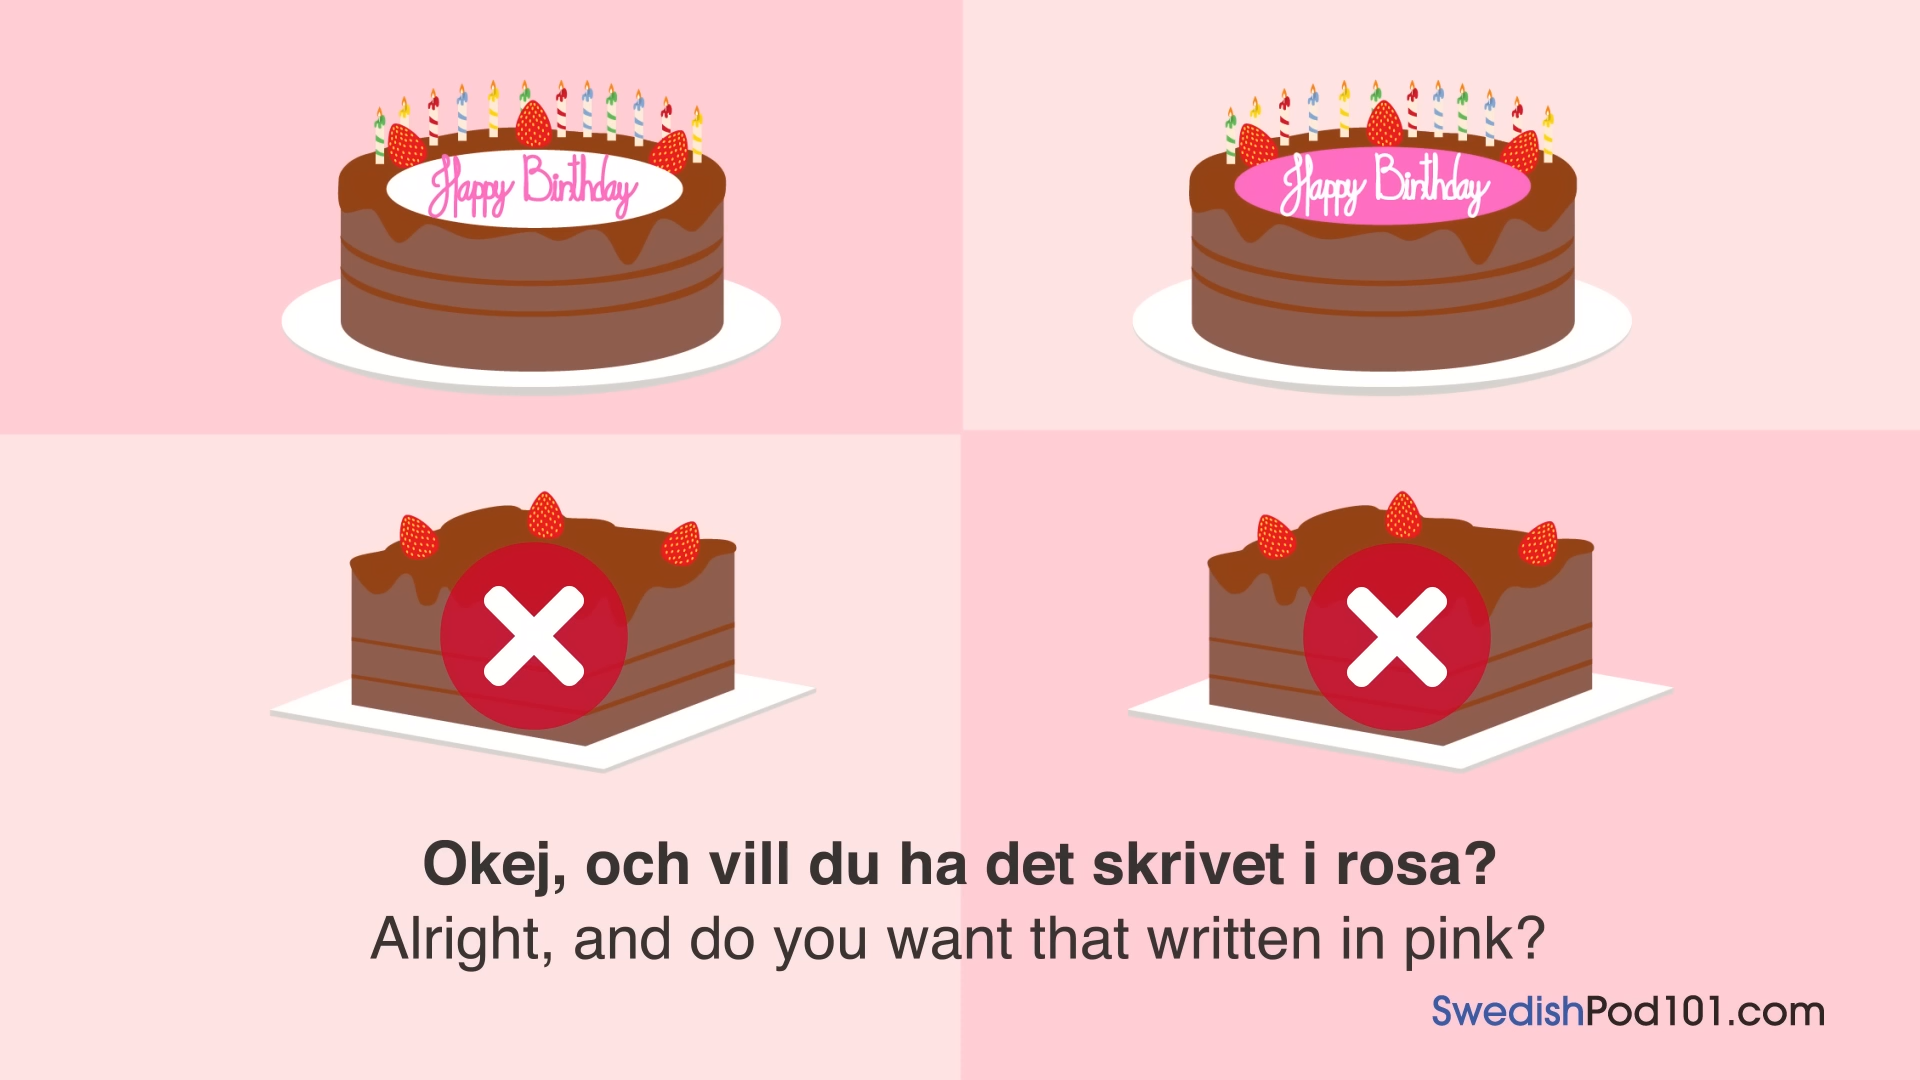 Happy Birthday
Happy Birthday
Okej, och vill du ha det skrivet i rosa?
Alright, and do you want that written in pink?
SwedishPod101.com